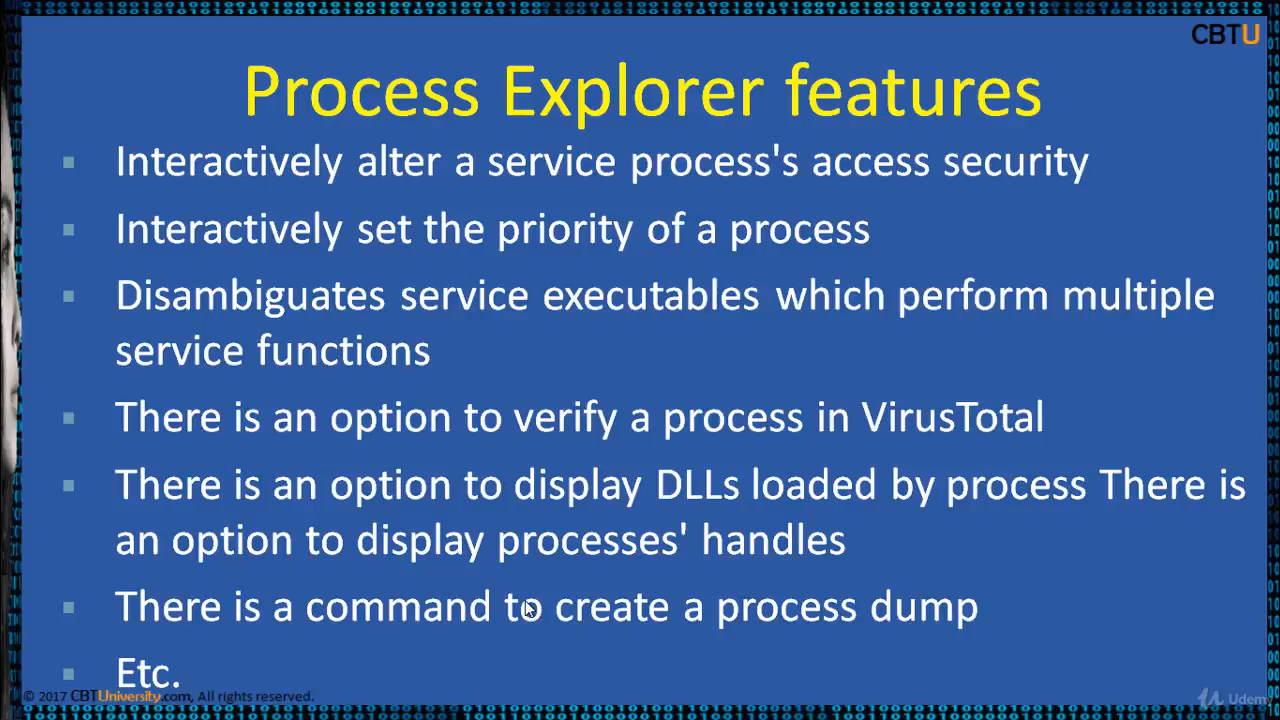 CBTU
Process Explorer features
▪ Interactively alter a service process's access security
▪ Interactively set the priority of a process
▪ Disambiguates service executables which perform multiple
service functions
▪ There is an option to verify a process in VirusTotal
▪ There is an option to display DLLs loaded by process There is
an option to display processes' handles
▪ There is a command to create a process dump
▪ Etc.
© 2017 CBTUniversity.com, All rights reserved.
Udemy